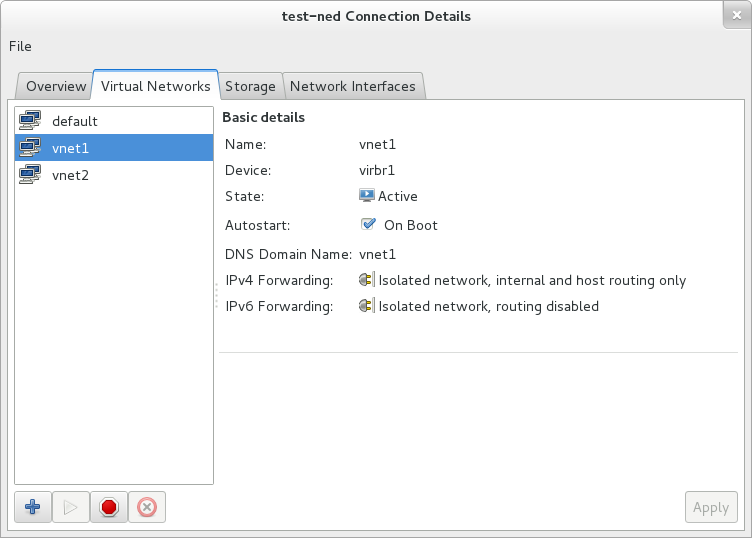 test-ned Connection Details
File
Overview Virtual Networks Storage Network Interfaces
default
vnet1
vnet2
Basic details
Name: vnet1
Device: virbr1
State: Active
Autostart: On Boot
DNS Domain Name: vnet1
IPv4 Forwarding: Isolated network, internal and host routing only
IPv6 Forwarding: Isolated network, routing disabled
Apply